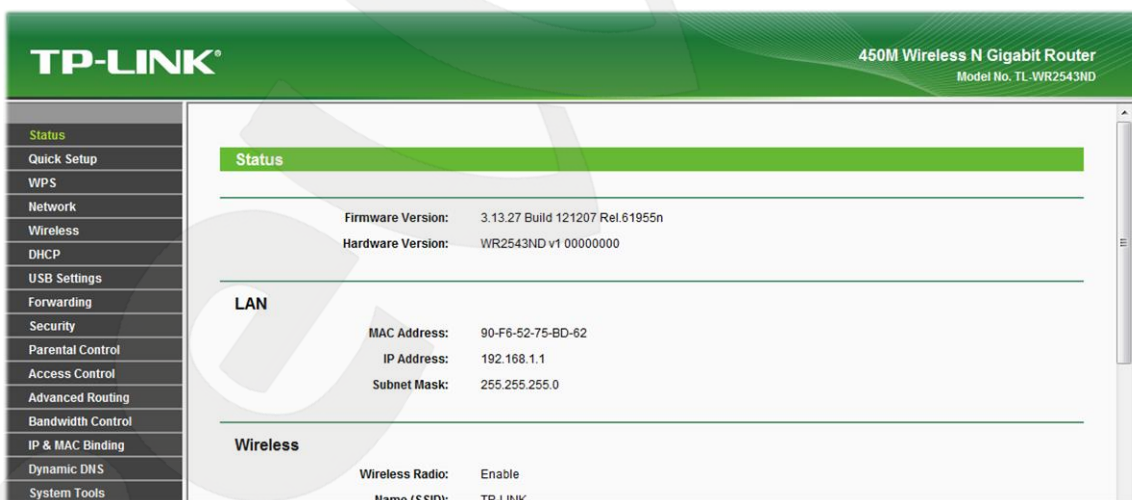 TP-LINK®
450M Wireless N Gigabit Router
Model No. TL-WR2543ND
Status
Quick Setup
WPS
Network
Wireless
DHCP
USB Settings
Forwarding
Security
Parental Control
Access Control
Advanced Routing
Bandwidth Control
IP & MAC Binding
Dynamic DNS
System Tools
Status
Firmware Version: 3.13.27 Build 121207 Rel.61955n
Hardware Version: WR2543ND v1 00000000
LAN
MAC Address: 90-F6-52-75-BD-62
IP Address: 192.168.1.1
Subnet Mask: 255.255.255.0
Wireless
Wireless Radio: Enable
Name (SSID): TP-LINK